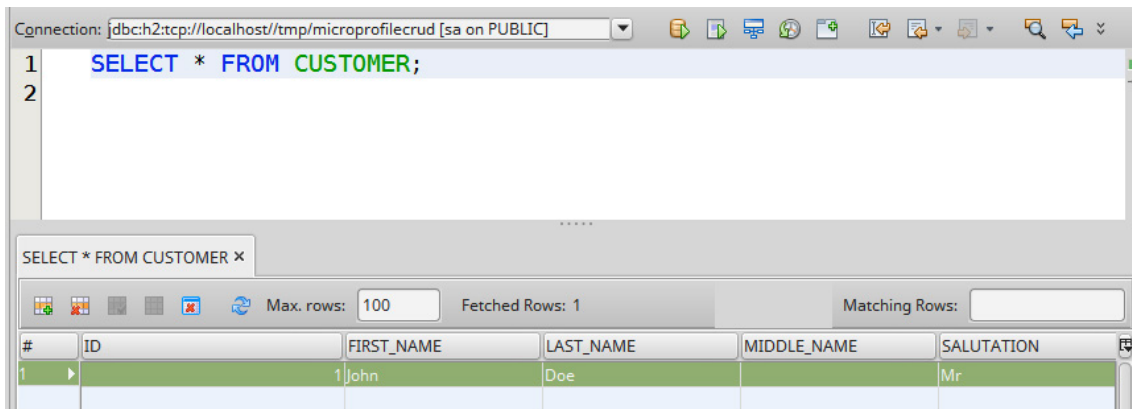 Connection: jdbc:h2:tcp://localhost//tmp/microprofilecrud [sa on PUBLIC]
1 SELECT * FROM CUSTOMER;
2
SELECT * FROM CUSTOMER ×
Max. rows: 100 Fetched Rows: 1 Matching Rows:
# ID FIRST_NAME LAST_NAME MIDDLE_NAME SALUTATION
1 1 John Doe Mr